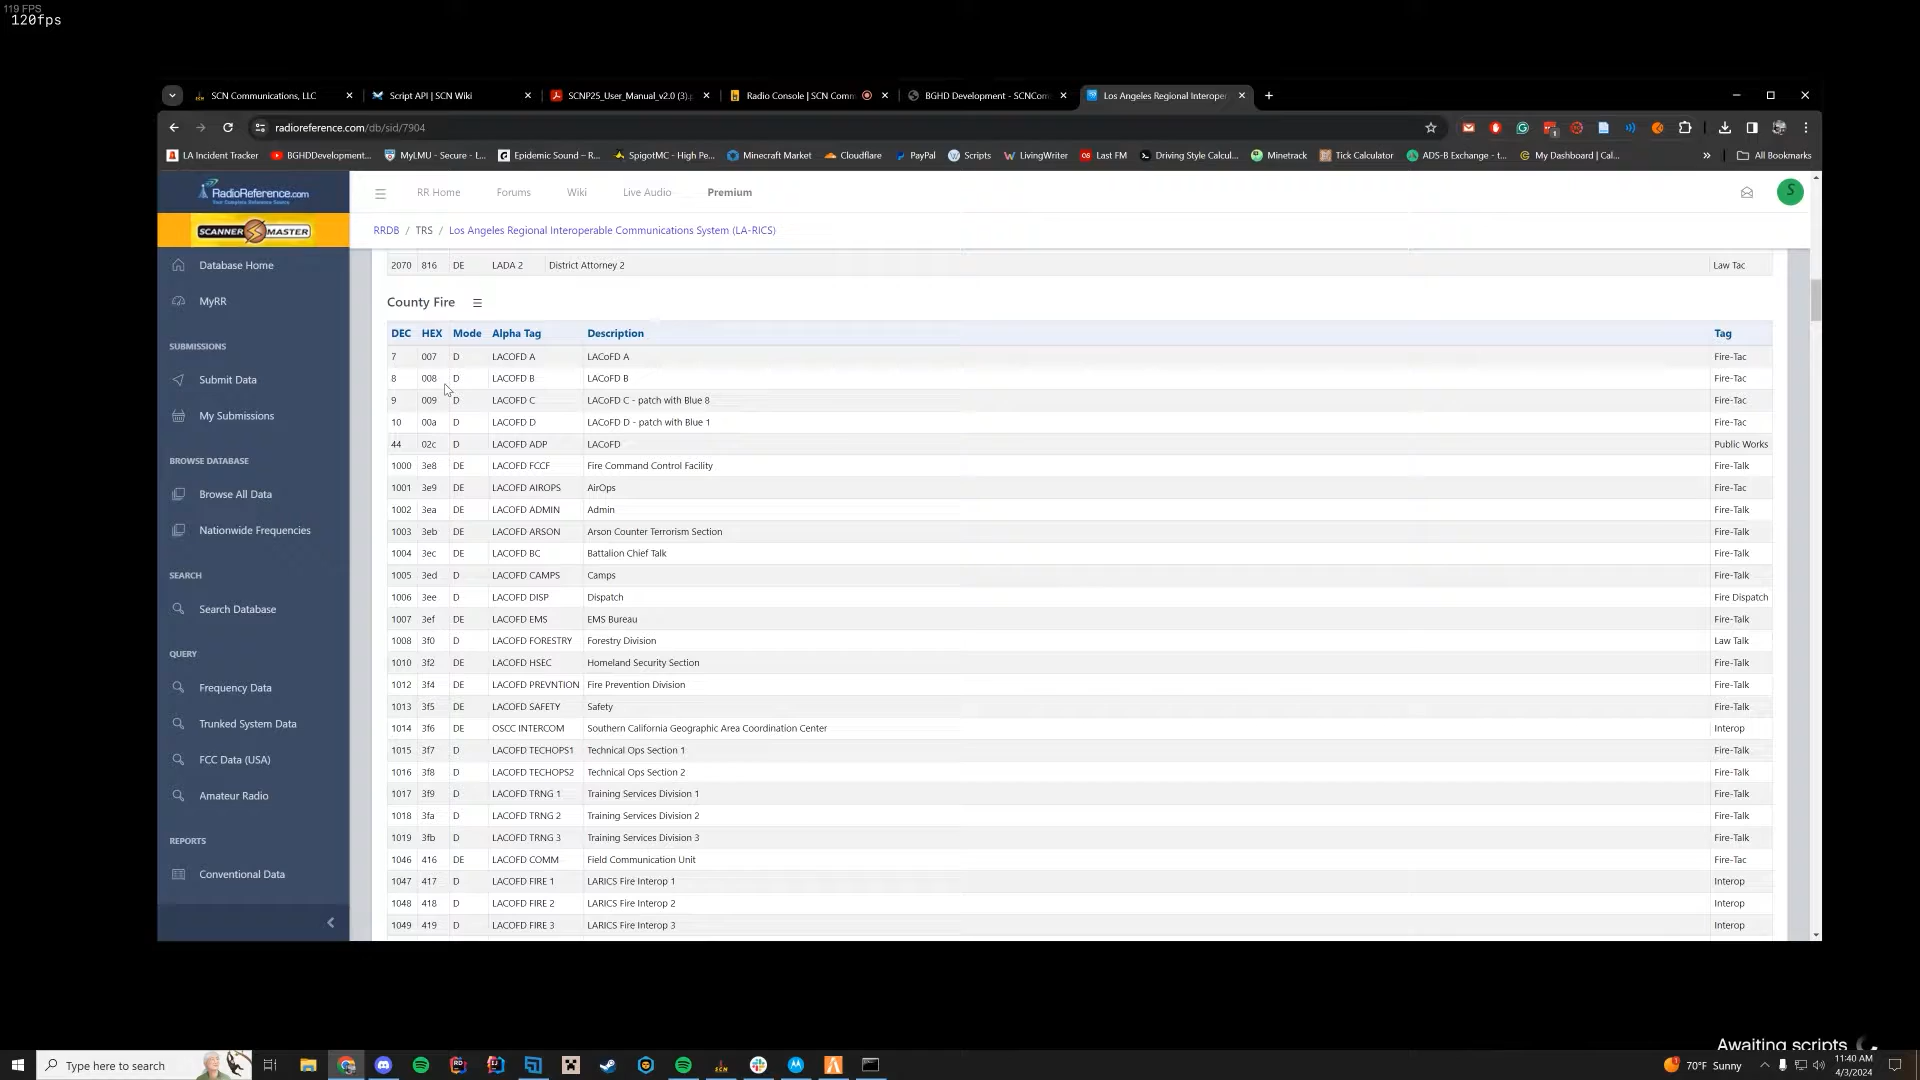 119 FPS
120fps
SCN Communications, LLC
Script API | SCN Wiki
SCNP25_User_Manual_v2.0 (3).
Radio Console | SCN Comm
BGHD Development - SCNCom
Los Angeles Regional Interoper
radioreference.com/db/sid/7904
LA Incident Tracker
BGHDDevelopment...
MyLMU - Secure - L...
Epidemic Sound – R...
SpigotMC - High Pe...
Minecraft Market
Cloudflare
PayPal
Scripts
LivingWriter
Last FM
Driving Style Calcul...
Minetrack
Tick Calculator
ADS-B Exchange - t...
My Dashboard | Cal...
»
All Bookmarks
RadioReference.com
Your Complete Reference Source
RR Home
Forums
Wiki
Live Audio
Premium
S
SCANNER MASTER
RRDB / TRS / Los Angeles Regional Interoperable Communications System (LA-RICS)
Database Home
MyRR
SUBMISSIONS
Submit Data
My Submissions
BROWSE DATABASE
Browse All Data
Nationwide Frequencies
SEARCH
Search Database
QUERY
Frequency Data
Trunked System Data
FCC Data (USA)
Amateur Radio
REPORTS
Conventional Data
2070 816 DE LADA 2 District Attorney 2 Law Tac
County Fire
DEC HEX Mode Alpha Tag Description Tag
7 007 D LACOFD A LACoFD A Fire-Tac
8 008 D LACOFD B LACoFD B Fire-Tac
9 009 D LACOFD C LACoFD C - patch with Blue 8 Fire-Tac
10 00a D LACOFD D LACoFD D - patch with Blue 1 Fire-Tac
44 02c D LACOFD ADP LACoFD Public Works
1000 3e8 DE LACOFD FCCF Fire Command Control Facility Fire-Talk
1001 3e9 DE LACOFD AIROPS AirOps Fire-Tac
1002 3ea DE LACOFD ADMIN Admin Fire-Talk
1003 3eb DE LACOFD ARSON Arson Counter Terrorism Section Fire-Talk
1004 3ec DE LACOFD BC Battalion Chief Talk Fire-Talk
1005 3ed D LACOFD CAMPS Camps Fire-Talk
1006 3ee D LACOFD DISP Dispatch Fire Dispatch
1007 3ef DE LACOFD EMS EMS Bureau Fire-Talk
1008 3f0 D LACOFD FORESTRY Forestry Division Law Talk
1010 3f2 DE LACOFD HSEC Homeland Security Section Fire-Talk
1012 3f4 DE LACOFD PREVNTION Fire Prevention Division Fire-Talk
1013 3f5 DE LACOFD SAFETY Safety Fire-Talk
1014 3f6 DE OSCC INTERCOM Southern California Geographic Area Coordination Center Interop
1015 3f7 D LACOFD TECHOPS1 Technical Ops Section 1 Fire-Talk
1016 3f8 D LACOFD TECHOPS2 Technical Ops Section 2 Fire-Talk
1017 3f9 D LACOFD TRNG 1 Training Services Division 1 Fire-Talk
1018 3fa D LACOFD TRNG 2 Training Services Division 2 Fire-Talk
1019 3fb D LACOFD TRNG 3 Training Services Division 3 Fire-Talk
1046 416 DE LACOFD COMM Field Communication Unit Fire-Tac
1047 417 D LACOFD FIRE 1 LARICS Fire Interop 1 Interop
1048 418 D LACOFD FIRE 2 LARICS Fire Interop 2 Interop
1049 419 D LACOFD FIRE 3 LARICS Fire Interop 3 Interop
Awaiting scripts
Type here to search
70°F Sunny
11:40 AM
4/3/2024